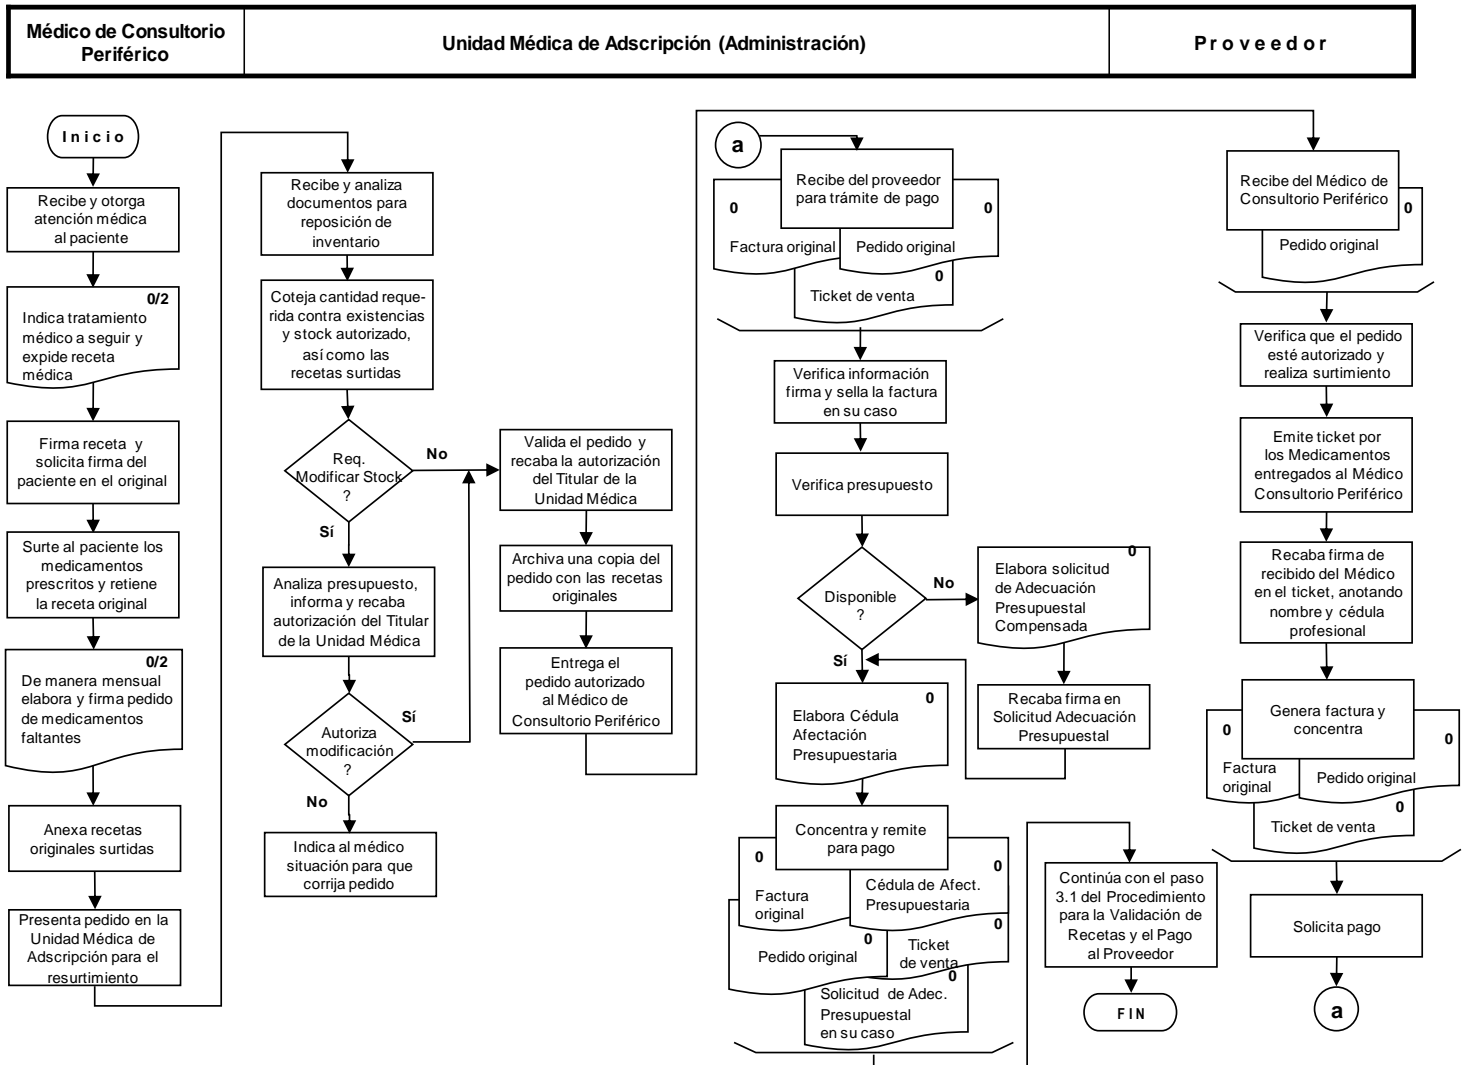 Médico de Consultorio
Periférico
Unidad Médica de Adscripción (Administración)
P r o v e e d o r
I n i c i o
Recibe y otorga
atención médica
al paciente
0/2
Indica tratamiento
médico a seguir y
expide receta
médica
Firma receta y
solicita firma del
paciente en el original
Surte al paciente los
medicamentos
prescritos y retiene
la receta original
0/2
De manera mensual
elabora y firma pedido
de medicamentos
faltantes
Anexa recetas
originales surtidas
Presenta pedido en la
Unidad Médica de
Adscripción para el
resurtimiento
Recibe y analiza
documentos para
reposición de
inventario
Coteja cantidad reque-
rida contra existencias
y stock autorizado,
así como las
recetas surtidas
Req.
Modificar Stock
?
No
Sí
Analiza presupuesto,
informa y recaba
autorización del Titular
de la Unidad Médica
Autoriza
modificación
?
Sí
No
Indica al médico
situación para que
corrija pedido
Valida el pedido y
recaba la autorización
del Titular de la
Unidad Médica
Archiva una copia del
pedido con las recetas
originales
Entrega el
pedido autorizado
al Médico de
Consultorio Periférico
a
Recibe del proveedor
para trámite de pago
0
Factura original
0
Pedido original
0
Ticket de venta
Verifica información
firma y sella la factura
en su caso
Verifica presupuesto
Disponible
?
No
Sí
0
Elabora solicitud
de Adecuación
Presupuestal
Compensada
Recaba firma en
Solicitud Adecuación
Presupuestal
0
Elabora Cédula
Afectación
Presupuestaria
Concentra y remite
para pago
0
Factura
original
0
Cédula de Afect.
Presupuestaria
0
Pedido original
0
Ticket
de venta
0
Solicitud de Adec.
Presupuestal
en su caso
Continúa con el paso
3.1 del Procedimiento
para la Validación de
Recetas y el Pago
al Proveedor
F I N
Recibe del Médico de
Consultorio Periférico
0
Pedido original
Verifica que el pedido
esté autorizado y
realiza surtimiento
Emite ticket por
los Medicamentos
entregados al Médico
Consultorio Periférico
Recaba firma de
recibido del Médico
en el ticket, anotando
nombre y cédula
profesional
Genera factura y
concentra
0
Factura
original
0
Pedido original
0
Ticket de venta
Solicita pago
a